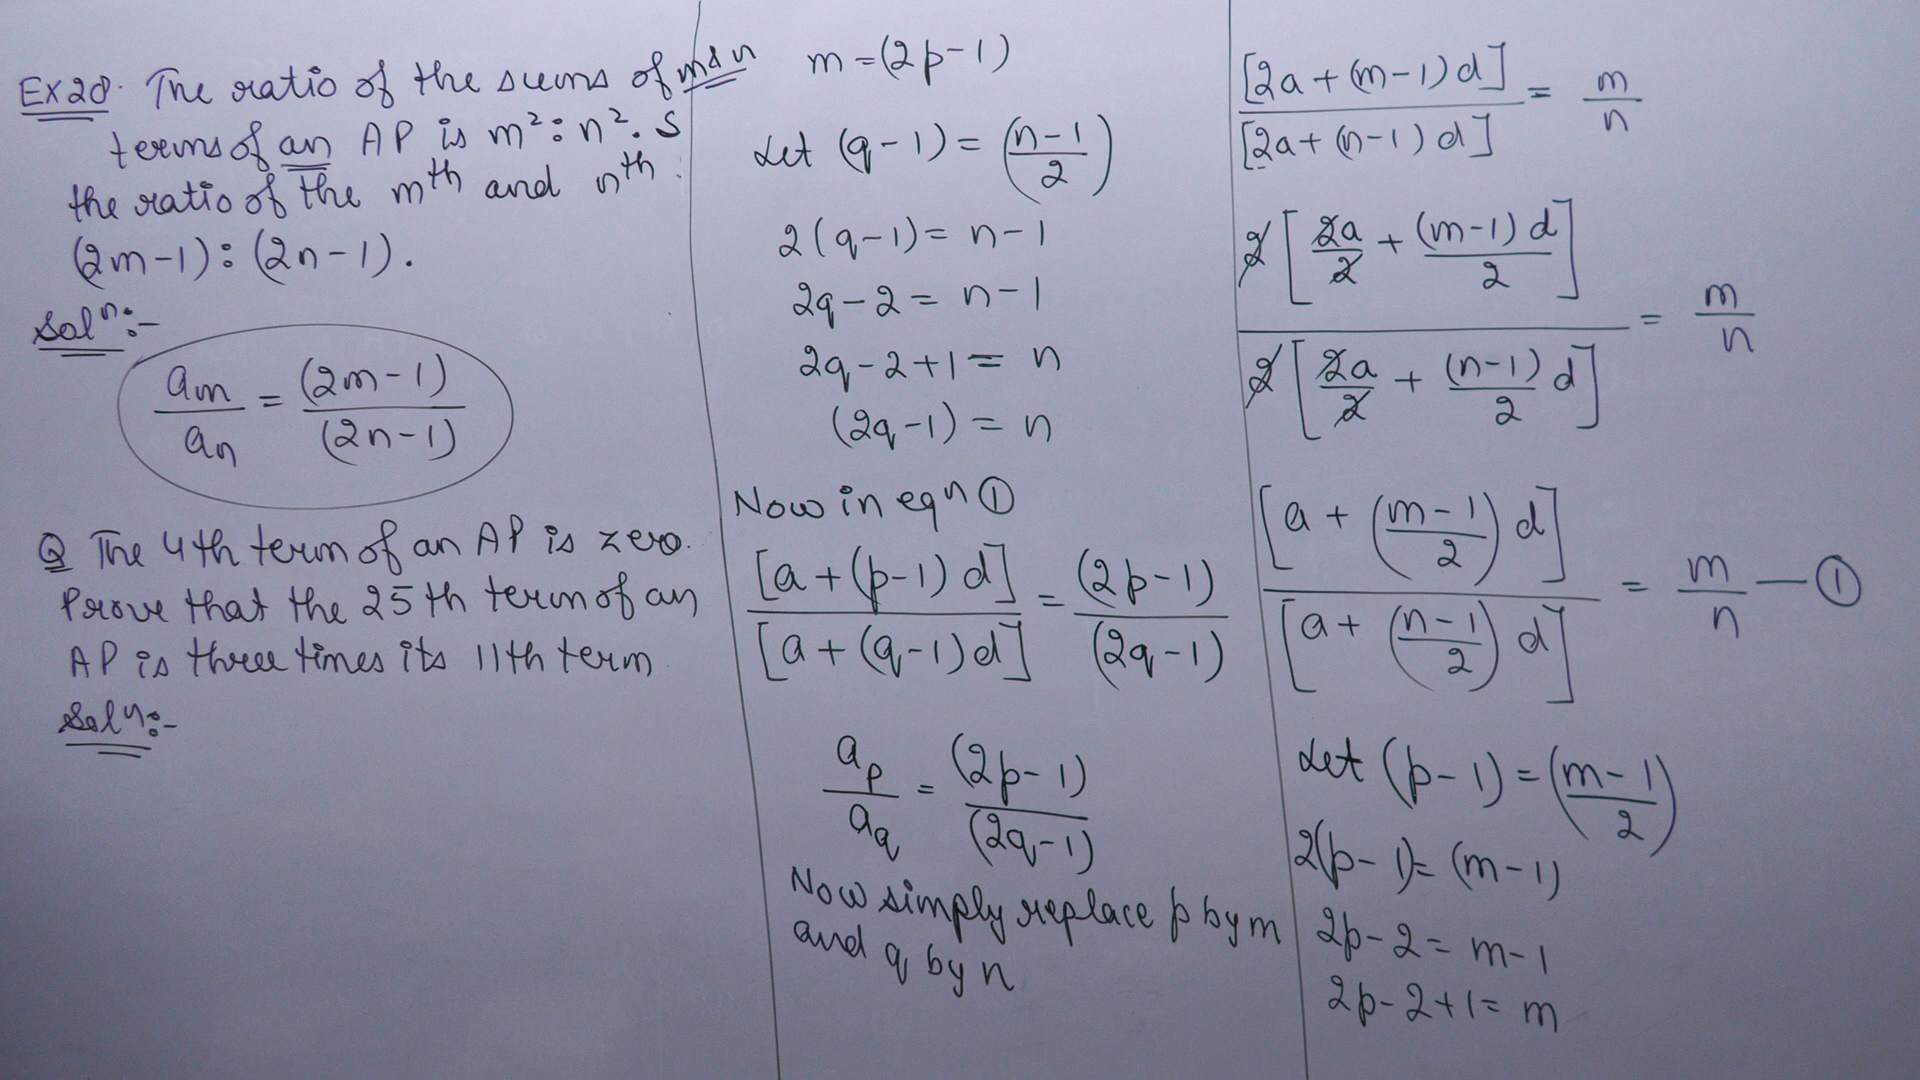 Ex 28. The ratio of the sums of m & n
terms of an AP is m² : n². S
the ratio of the mth and nth
(2m-1) : (2n-1).
Solⁿ:-
am/an = (2m-1)/(2n-1)
Q The 4th term of an AP is zero.
Prove that the 25th term of an
AP is three times its 11th term
Solⁿ:-
m = (2p-1)
Let (q-1) = ((n-1)/2)
2(q-1) = n-1
2q-2 = n-1
2q-2+1 = n
(2q-1) = n
Now in eqⁿ ①
[a+(p-1)d]/[a+(q-1)d] = (2p-1)/(2q-1)
ap/aq = (2p-1)/(2q-1)
Now simply replace p by m
and q by n
[2a+(m-1)d]/[2a+(n-1)d] = m/n
2[2a/2 + (m-1)d/2]/2[2a/2 + (n-1)d/2] = m/n
[a+((m-1)/2)d]/[a+((n-1)/2)d] = m/n — ①
Let (p-1) = ((m-1)/2)
2(p-1) = (m-1)
2p-2 = m-1
2p-2+1 = m